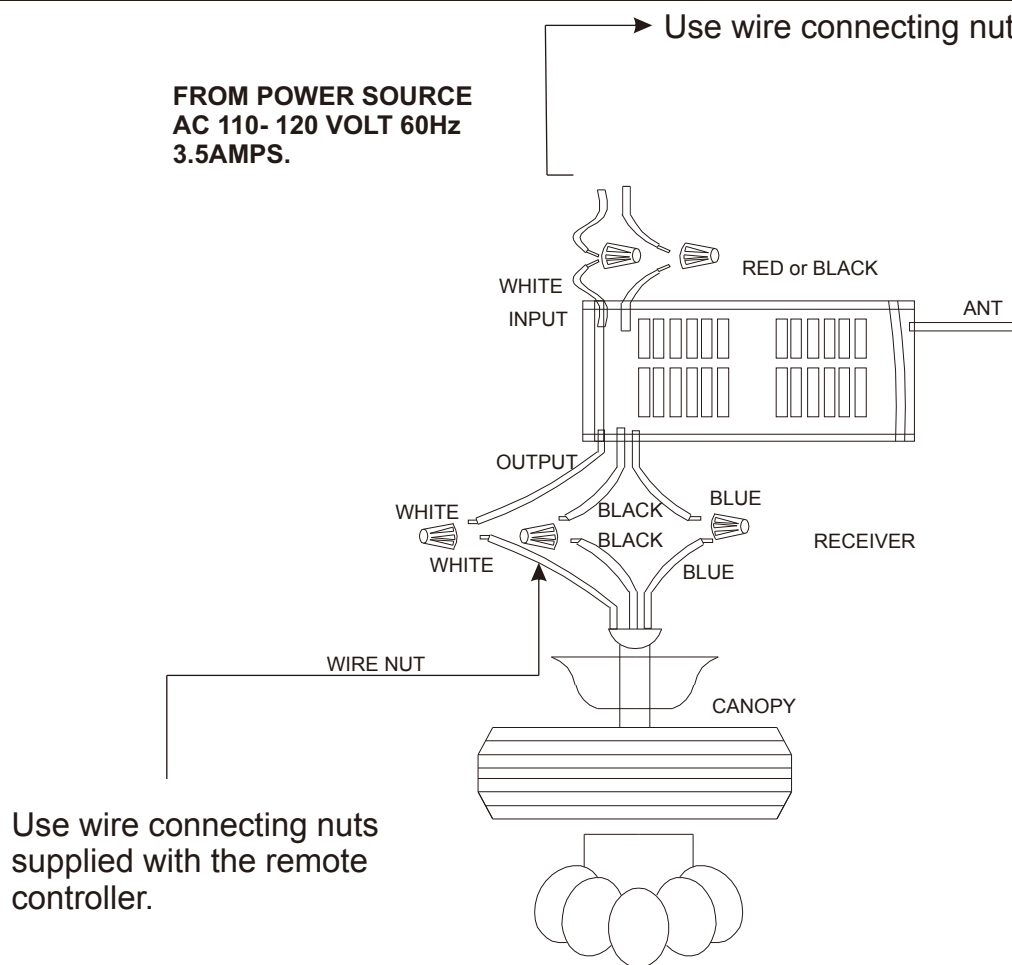 Use wire connecting nut
FROM POWER SOURCE
AC 110- 120 VOLT 60Hz
3.5AMPS.
RED or BLACK
WHITE
INPUT
ANT
OUTPUT
WHITE
BLACK
BLUE
BLACK
RECEIVER
WHITE
BLUE
WIRE NUT
CANOPY
Use wire connecting nuts
supplied with the remote
controller.